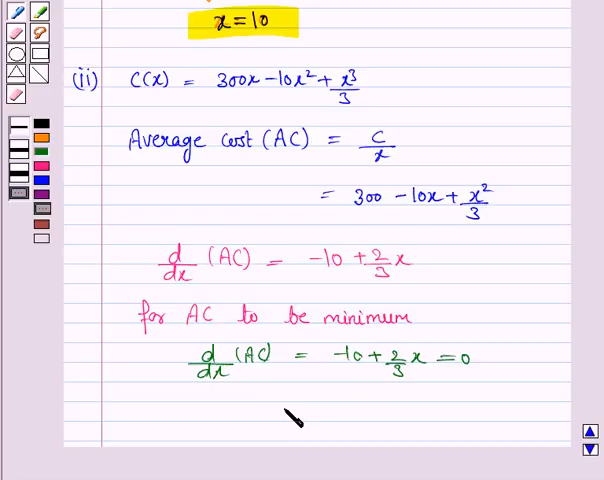 x = 10
(ii) C(x) = 300x - 10x² + x³/3
Average cost (AC) = C/x
= 300 - 10x + x²/3
d/dx (AC) = -10 + 2/3 x
for AC to be minimum
d/dx (AC) = -10 + 2/3 x = 0